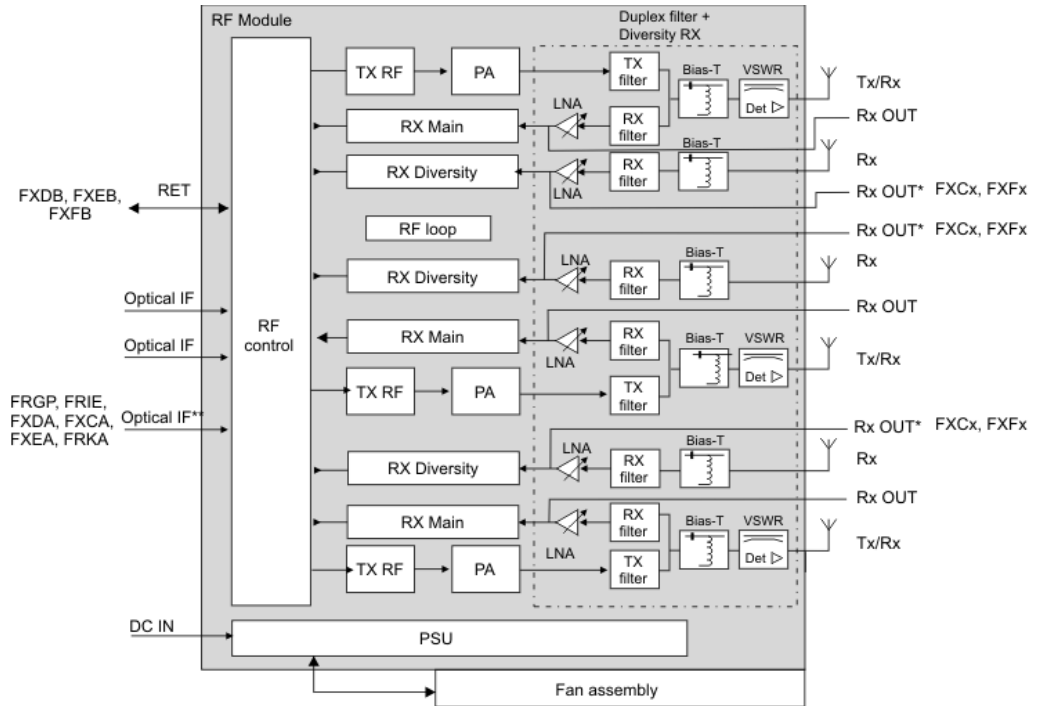 RF Module
Duplex filter +
Diversity RX
TX RF
PA
TX
filter
Bias-T
VSWR
Det
Tx/Rx
LNA
RX Main
RX
filter
Rx OUT
Bias-T
RX Diversity
LNA
RX
filter
Rx
RET
FXDB, FXEB,
FXFB
Rx OUT* FXCx, FXFx
RF loop
Rx OUT* FXCx, FXFx
LNA
Bias-T
RX Diversity
RX
filter
Rx
Optical IF
Rx OUT
RF
control
RX Main
LNA
RX
filter
Bias-T
VSWR
Det
Tx/Rx
Optical IF
TX RF
PA
TX
filter
FRGP, FRIE,
FXDA, FXCA,
FXEA, FRKA
Optical IF**
Rx OUT* FXCx, FXFx
LNA
Bias-T
RX Diversity
RX
filter
Rx
Rx OUT
RX Main
RX
filter
Bias-T
VSWR
Det
Tx/Rx
LNA
TX RF
PA
TX
filter
DC IN
PSU
Fan assembly